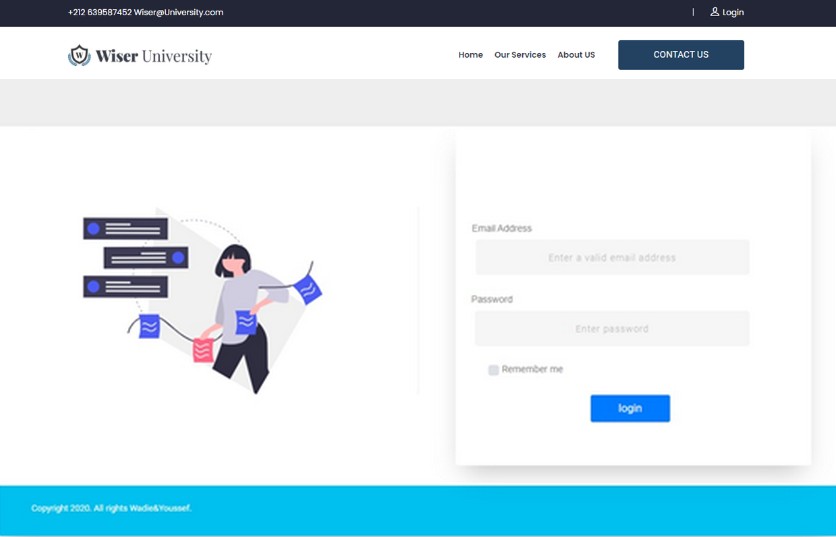 +212 639587452 Wiser@University.com
| Login
W
Wiser University
Home Our Services About US CONTACT US
Email Address
Enter a valid email address
Password
Enter password
Remember me
login
Copyright 2020. All rights Wadie&Youssef.